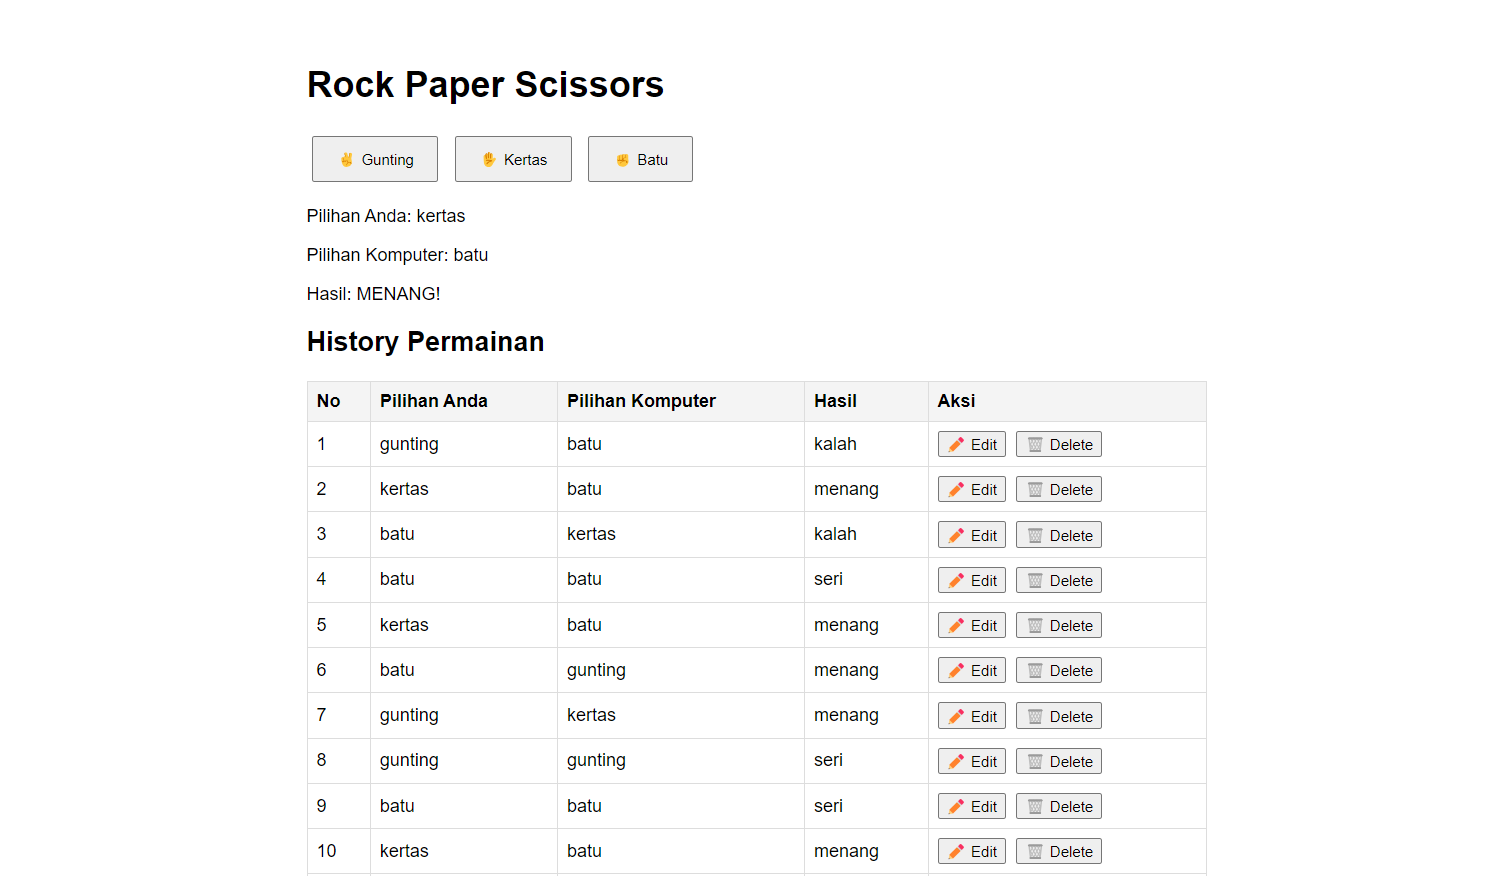 Rock Paper Scissors
✌ Gunting ✋ Kertas ✊ Batu
Pilihan Anda: kertas
Pilihan Komputer: batu
Hasil: MENANG!
History Permainan
No Pilihan Anda Pilihan Komputer Hasil Aksi
1 gunting batu kalah ✏️ Edit 🗑️ Delete
2 kertas batu menang ✏️ Edit 🗑️ Delete
3 batu kertas kalah ✏️ Edit 🗑️ Delete
4 batu batu seri ✏️ Edit 🗑️ Delete
5 kertas batu menang ✏️ Edit 🗑️ Delete
6 batu gunting menang ✏️ Edit 🗑️ Delete
7 gunting kertas menang ✏️ Edit 🗑️ Delete
8 gunting gunting seri ✏️ Edit 🗑️ Delete
9 batu batu seri ✏️ Edit 🗑️ Delete
10 kertas batu menang ✏️ Edit 🗑️ Delete